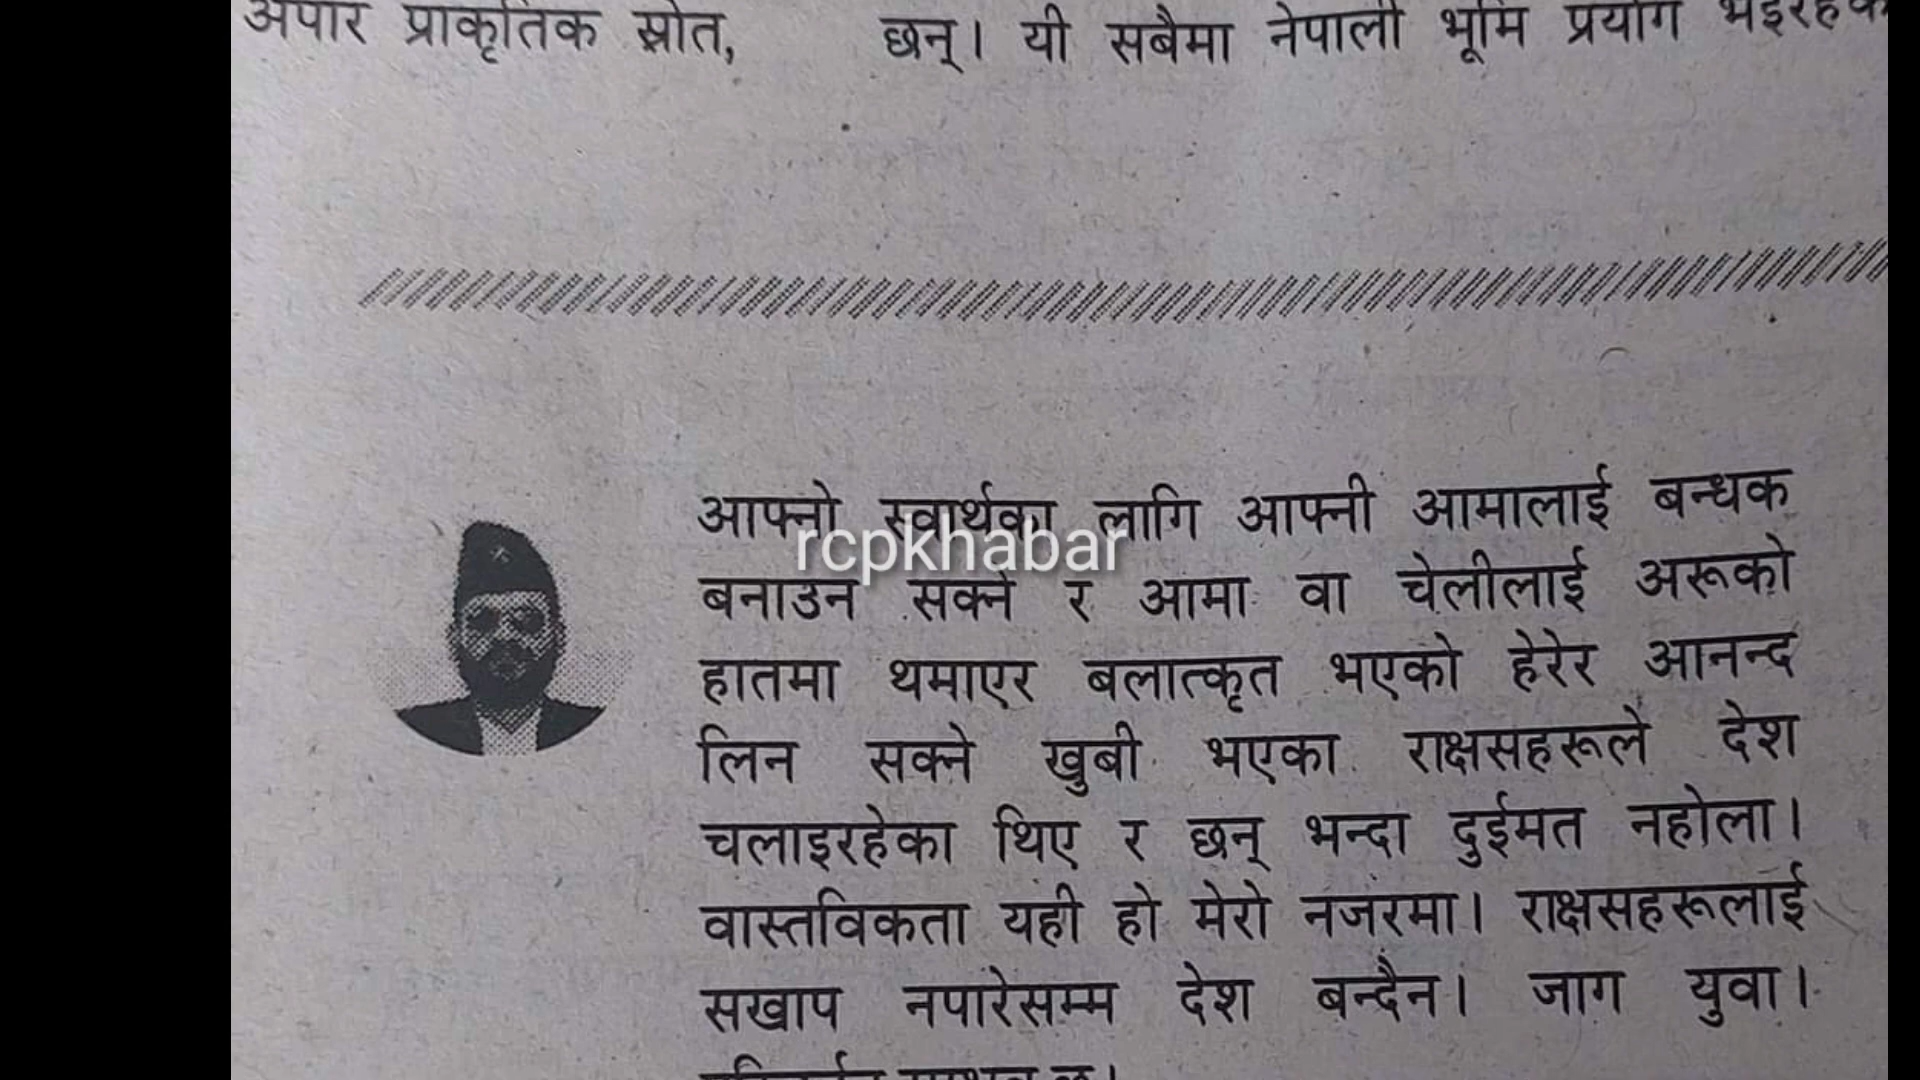 अपार प्राकृतिक स्रोत,
छन्। यी सबैमा नेपाली भूमि प्रयोग भइरहेक
आफ्नो स्वार्थका लागि आफ्नी आमालाई बन्धक
rcpkhabar
बनाउन सक्ने र आमा वा चेलीलाई अरूको
हातमा थमाएर बलात्कृत भएको हेरेर आनन्द
लिन सक्ने खुबी भएका राक्षसहरूले देश
चलाइरहेका थिए र छन् भन्दा दुईमत नहोला।
वास्तविकता यही हो मेरो नजरमा। राक्षसहरूलाई
सखाप नपारेसम्म देश बन्दैन। जाग युवा।